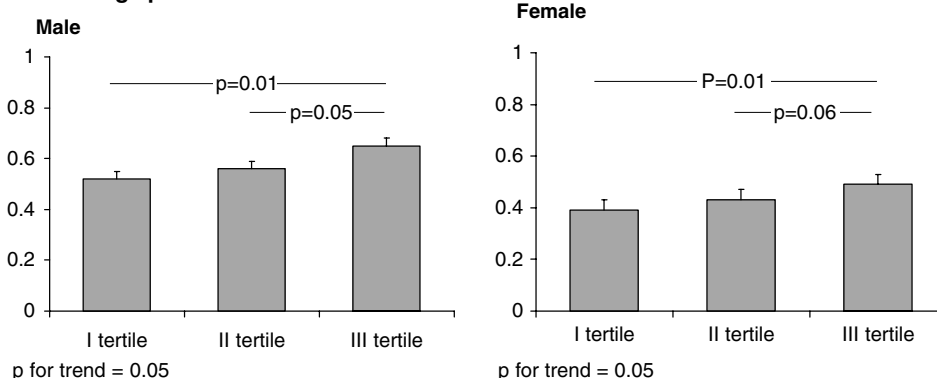 Male
1
0.8
0.6
0.4
0.2
0
p=0.01
p=0.05
I tertile
II tertile
III tertile
p for trend = 0.05
Female
1
0.8
0.6
0.4
0.2
0
P=0.01
p=0.06
I tertile
II tertile
III tertile
p for trend = 0.05